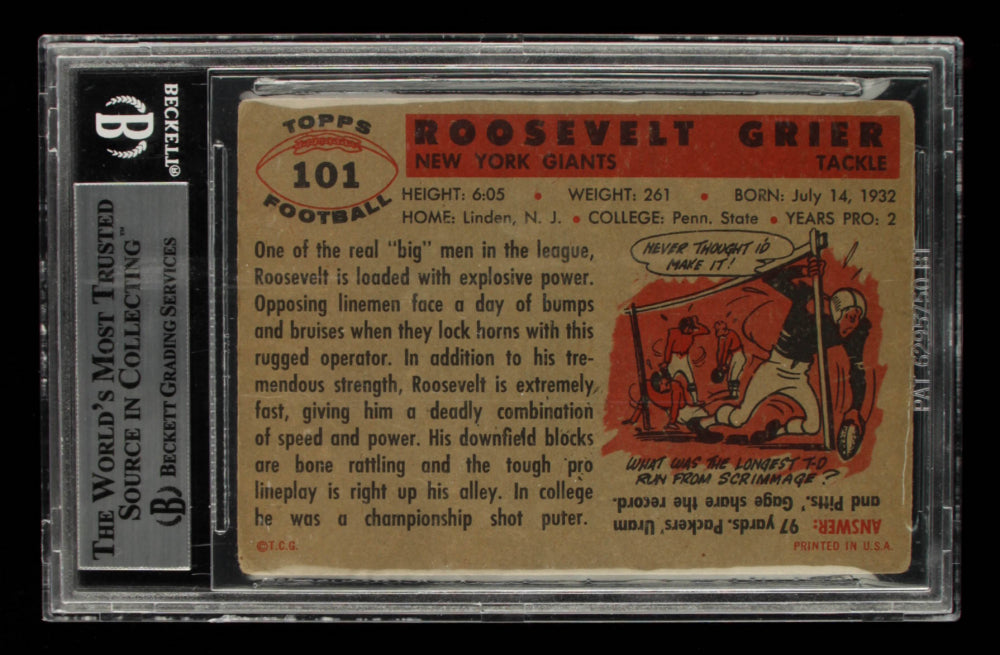 BECKETT®
B
THE WORLD'S MOST TRUSTED
SOURCE IN COLLECTING™
BECKETT GRADING SERVICES
TOPPS
101
FOOTBALL
ROOSEVELT GRIER
NEW YORK GIANTS TACKLE
HEIGHT: 6:05 • WEIGHT: 261 • BORN: July 14, 1932
HOME: Linden, N. J. • COLLEGE: Penn. State • YEARS PRO: 2
One of the real "big" men in the league,
Roosevelt is loaded with explosive power.
Opposing linemen face a day of bumps
and bruises when they lock horns with this
rugged operator. In addition to his tre-
mendous strength, Roosevelt is extremely
fast, giving him a deadly combination
of speed and power. His downfield blocks
are bone rattling and the tough pro
lineplay is right up his alley. In college
he was a championship shot puter.
©T.C.G.
NEVER THOUGHT I'D
MAKE IT!
WHAT WAS THE LONGEST T-D
RUN FROM SCRIMMAGE?
ANSWER: 97 yards. Packers' Uram
and Pitts. Gage share the record.
PRINTED IN U.S.A.